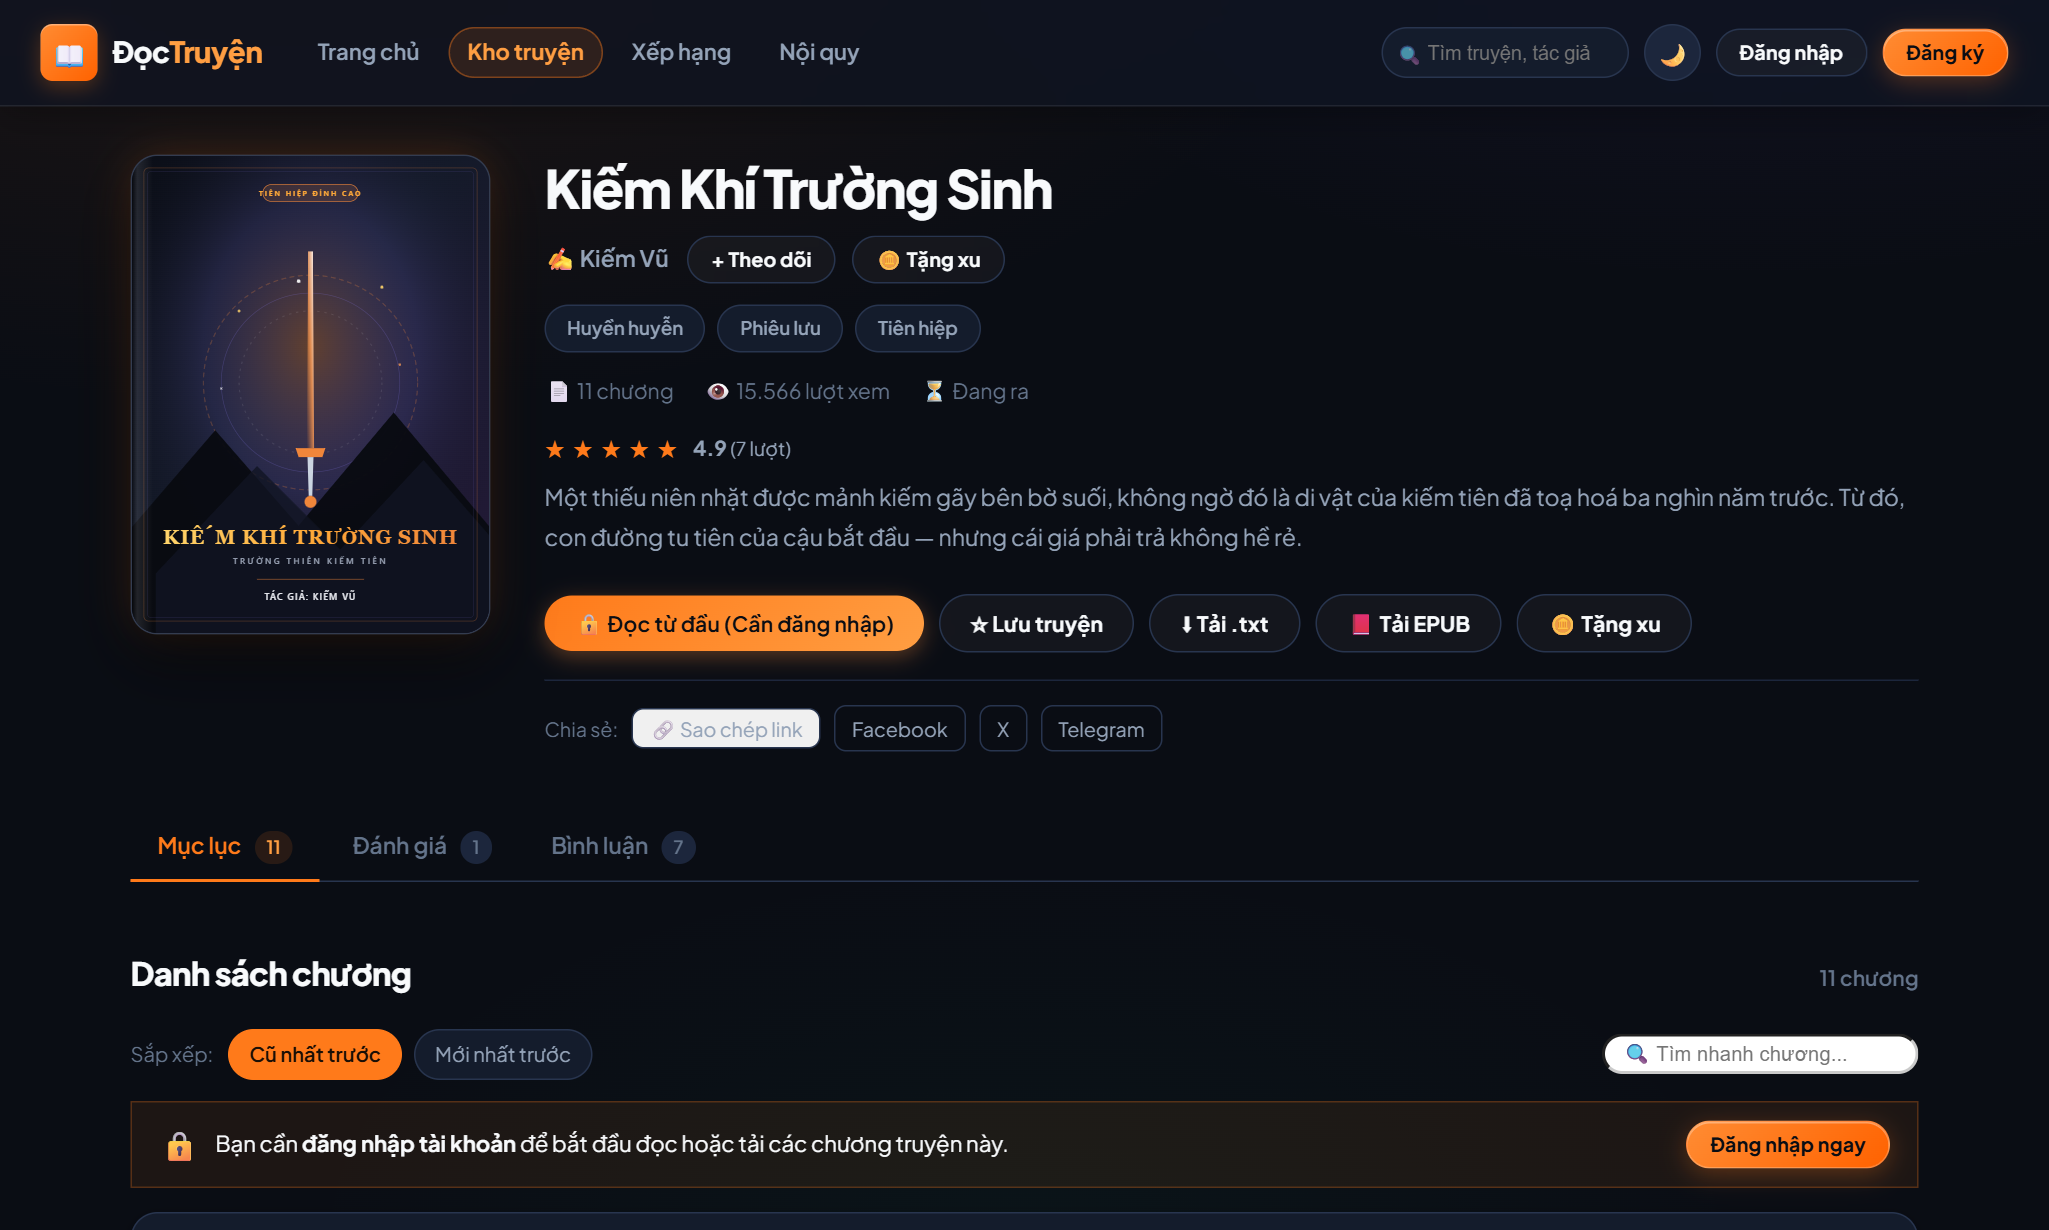 ĐọcTruyện
Trang chủ
Kho truyện
Xếp hạng
Nội quy
Tìm truyện, tác giả
Đăng nhập
Đăng ký
TIÊN HIỆP ĐỈNH CAO
KIẾM KHÍ TRƯỜNG SINH
TRƯỜNG THIÊN KIẾM TIÊN
TÁC GIẢ: KIẾM VŨ
Kiếm Khí Trường Sinh
Kiếm Vũ
+ Theo dõi
Tặng xu
Huyền huyễn
Phiêu lưu
Tiên hiệp
11 chương
15.566 lượt xem
Đang ra
★ ★ ★ ★ ★ 4.9 (7 lượt)
Một thiếu niên nhặt được mảnh kiếm gãy bên bờ suối, không ngờ đó là di vật của kiếm tiên đã toạ hoá ba nghìn năm trước. Từ đó,
con đường tu tiên của cậu bắt đầu — nhưng cái giá phải trả không hề rẻ.
Đọc từ đầu (Cần đăng nhập)
☆ Lưu truyện
⬇ Tải .txt
Tải EPUB
Tặng xu
Chia sẻ:
Sao chép link
Facebook
X
Telegram
Mục lục 11
Đánh giá 1
Bình luận 7
Danh sách chương
11 chương
Sắp xếp:
Cũ nhất trước
Mới nhất trước
Tìm nhanh chương...
Bạn cần đăng nhập tài khoản để bắt đầu đọc hoặc tải các chương truyện này.
Đăng nhập ngay